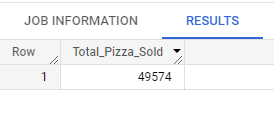 JOB INFORMATION RESULTS
Row Total_Pizza_Sold
1 49574